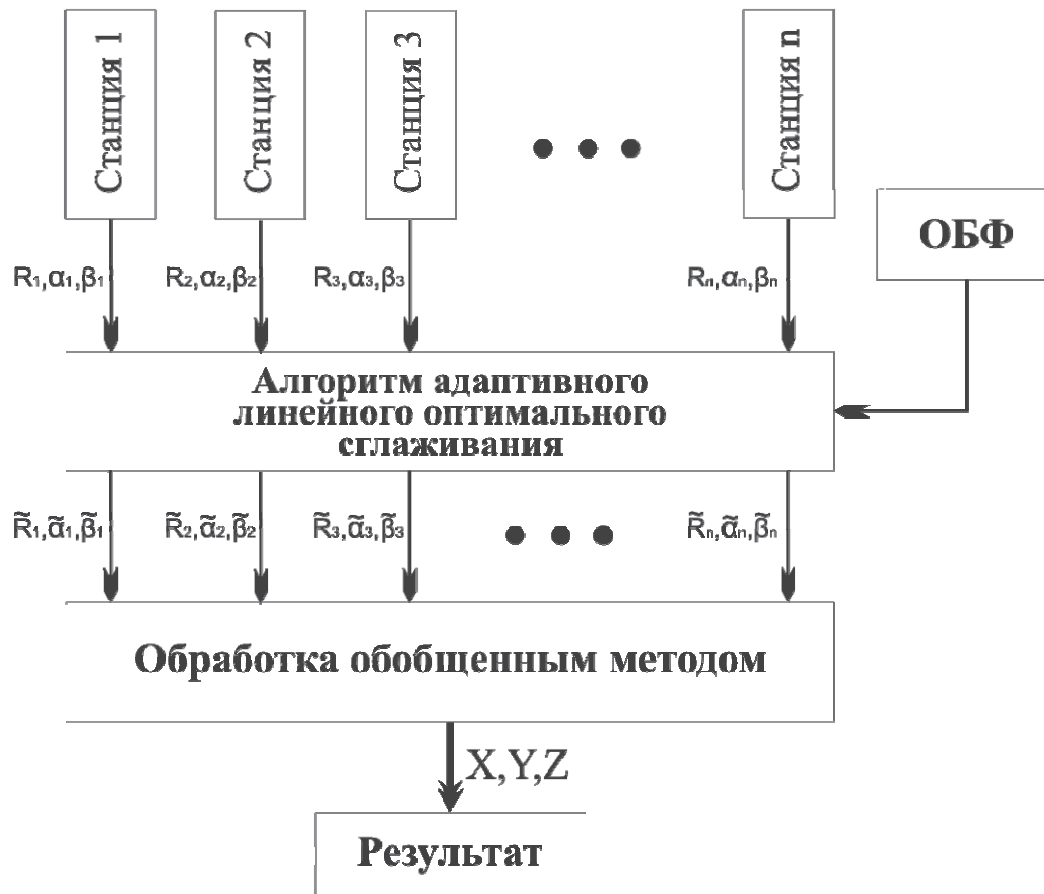 Станция 1
Станция 2
Станция 3
Станция n
ОБФ
R₁,α₁,β₁
R₂,α₂,β₂
R₃,α₃,β₃
Rₙ,αₙ,βₙ
Алгоритм адаптивного
линейного оптимального
сглаживания
R̃₁,α̃₁,β̃₁
R̃₂,α̃₂,β̃₂
R̃₃,α̃₃,β̃₃
R̃ₙ,α̃ₙ,β̃ₙ
Обработка обобщенным методом
X,Y,Z
Результат